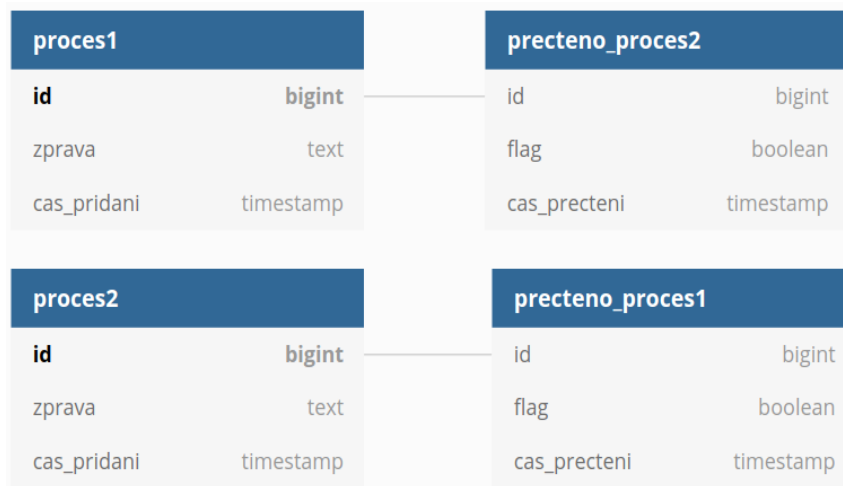 proces1
id bigint
zprava text
cas_pridani timestamp
precteno_proces2
id bigint
flag boolean
cas_precteni timestamp
proces2
id bigint
zprava text
cas_pridani timestamp
precteno_proces1
id bigint
flag boolean
cas_precteni timestamp